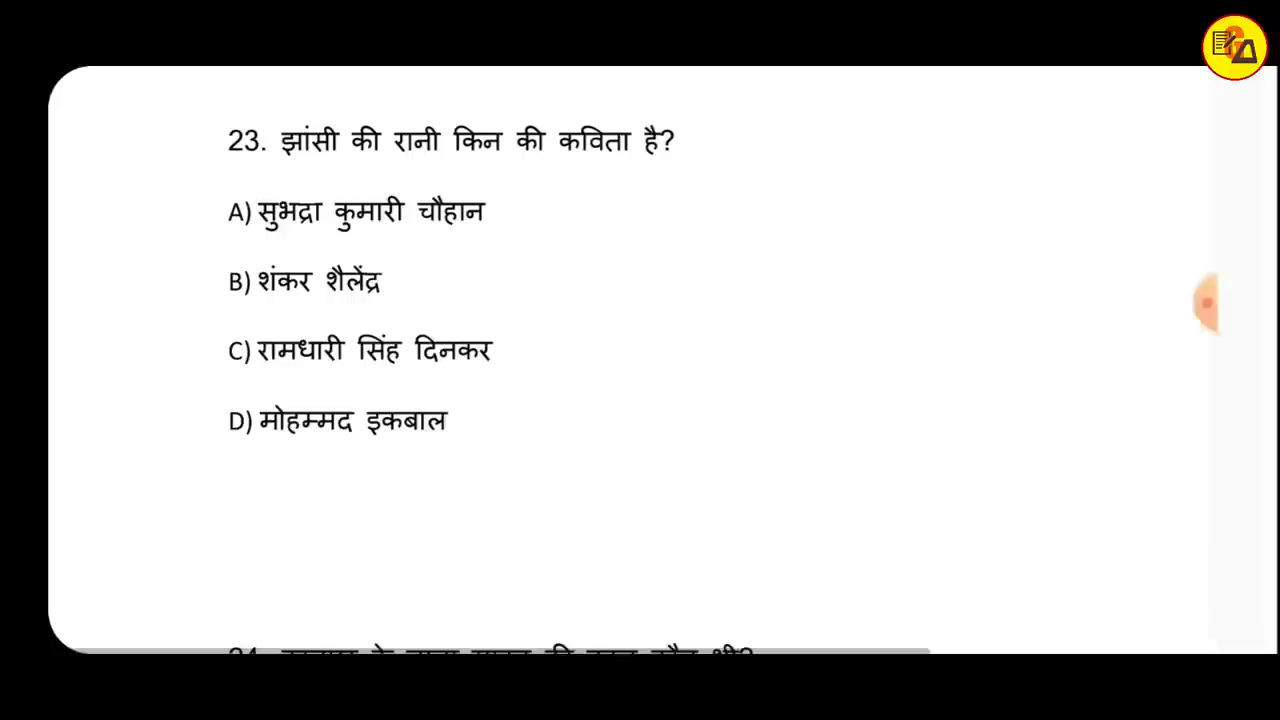 23. झांसी की रानी किन की कविता है?
A) सुभद्रा कुमारी चौहान
B) शंकर शैलेंद्र
C) रामधारी सिंह दिनकर
D) मोहम्मद इकबाल